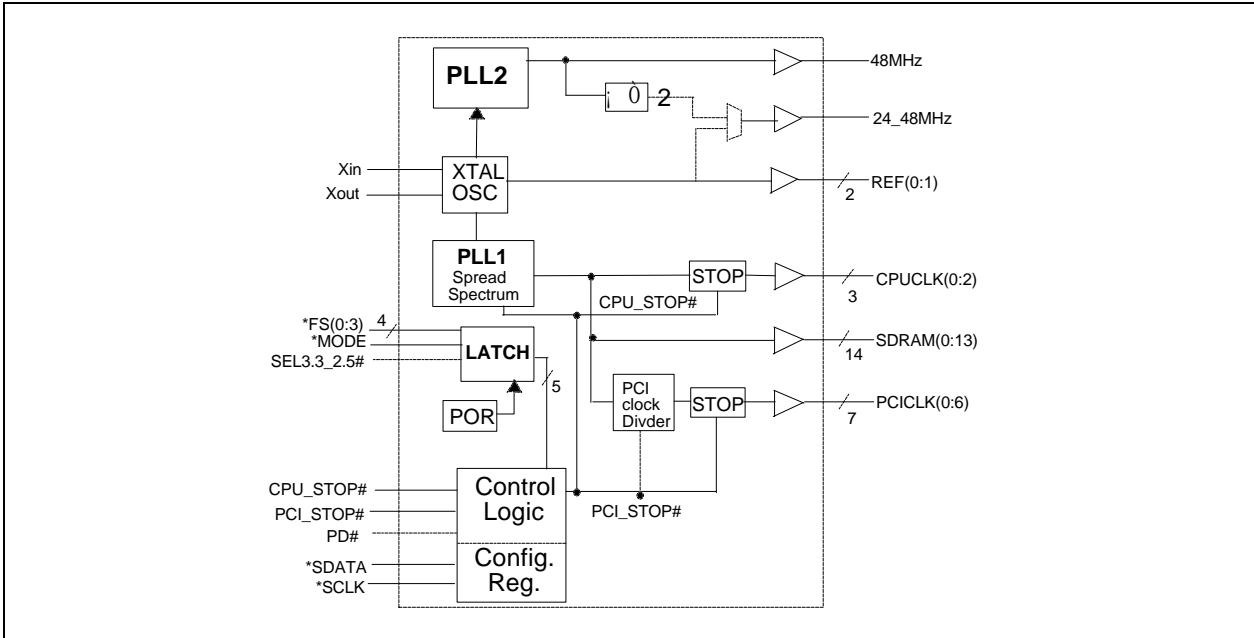 PLL2
48MHz
¡ Ò 2
24_48MHz
Xin
Xout
XTAL
OSC
REF(0:1)
2
PLL1
Spread
Spectrum
STOP
CPUCLK(0:2)
3
CPU_STOP#
*FS(0:3)
4
*MODE
SEL3.3_2.5#
LATCH
5
SDRAM(0:13)
14
POR
PCI
clock
Divder
STOP
PCICLK(0:6)
7
CPU_STOP#
PCI_STOP#
PD#
Control
Logic
PCI_STOP#
*SDATA
*SCLK
Config.
Reg.